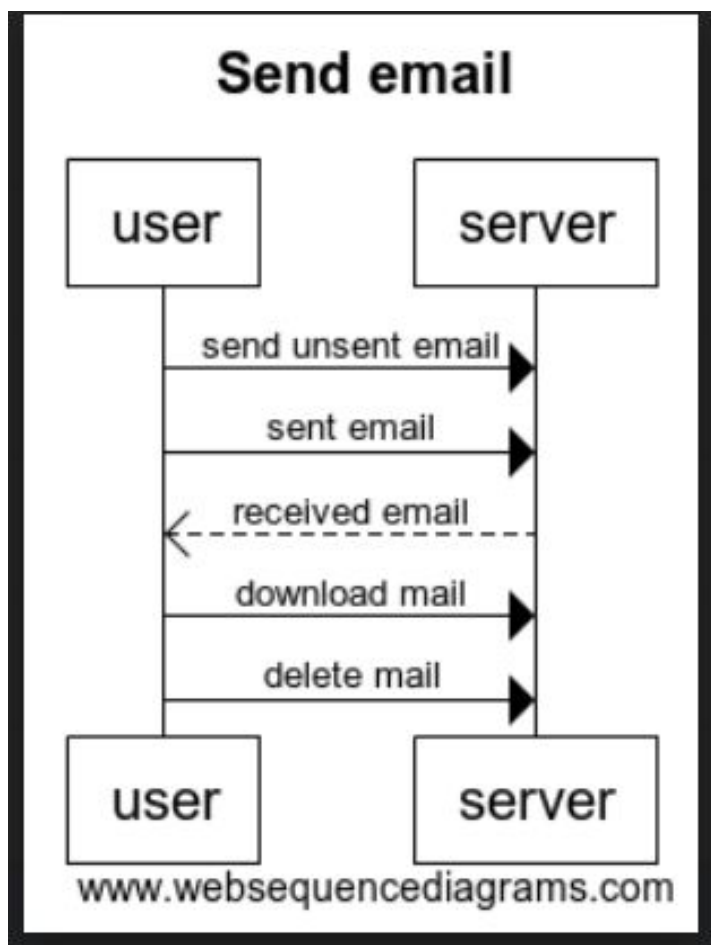 Send email
user server
send unsent email
sent email
received email
download mail
delete mail
user server
www.websequencediagrams.com